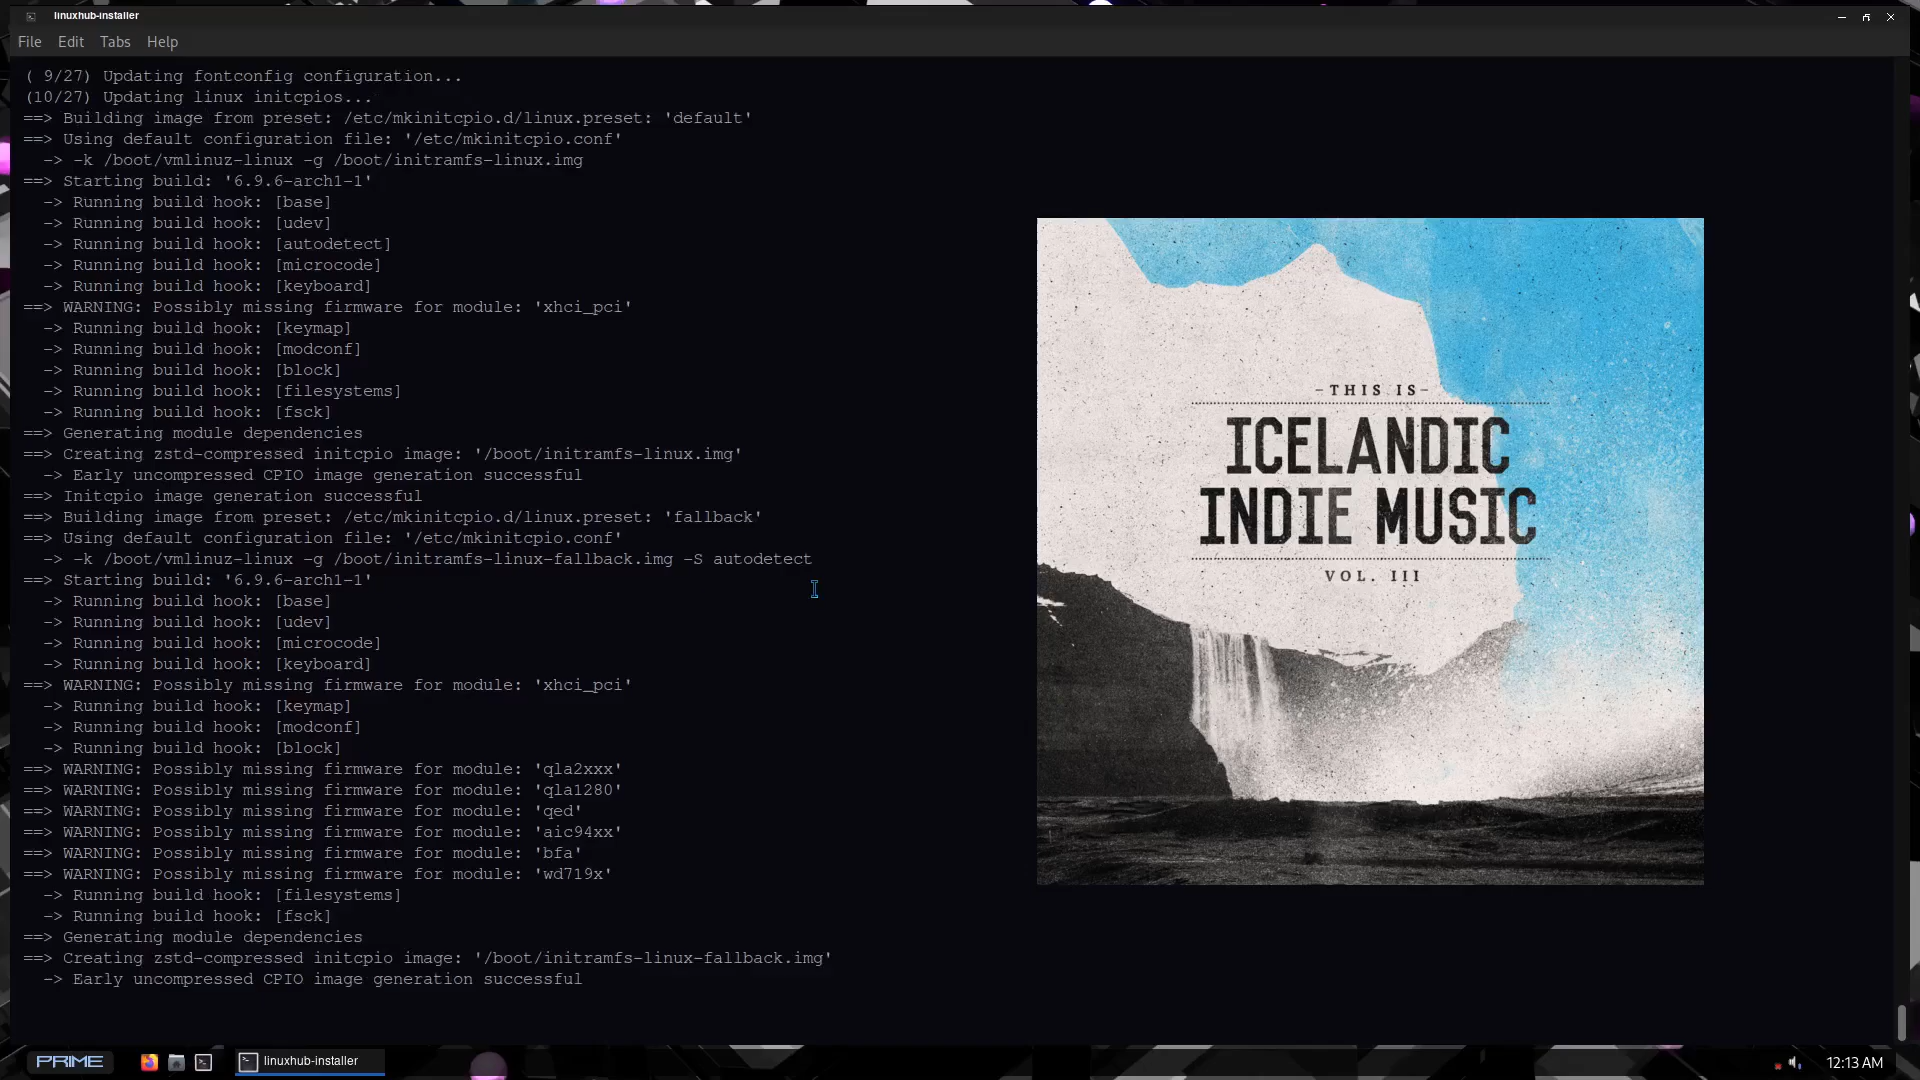 linuxhub-installer
File Edit Tabs Help
( 9/27) Updating fontconfig configuration...
(10/27) Updating linux initcpios...
==> Building image from preset: /etc/mkinitcpio.d/linux.preset: 'default'
==> Using default configuration file: '/etc/mkinitcpio.conf'
  -> -k /boot/vmlinuz-linux -g /boot/initramfs-linux.img
==> Starting build: '6.9.6-arch1-1'
  -> Running build hook: [base]
  -> Running build hook: [udev]
  -> Running build hook: [autodetect]
  -> Running build hook: [microcode]
  -> Running build hook: [keyboard]
==> WARNING: Possibly missing firmware for module: 'xhci_pci'
  -> Running build hook: [keymap]
  -> Running build hook: [modconf]
  -> Running build hook: [block]
  -> Running build hook: [filesystems]
  -> Running build hook: [fsck]
==> Generating module dependencies
==> Creating zstd-compressed initcpio image: '/boot/initramfs-linux.img'
  -> Early uncompressed CPIO image generation successful
==> Initcpio image generation successful
==> Building image from preset: /etc/mkinitcpio.d/linux.preset: 'fallback'
==> Using default configuration file: '/etc/mkinitcpio.conf'
  -> -k /boot/vmlinuz-linux -g /boot/initramfs-linux-fallback.img -S autodetect
==> Starting build: '6.9.6-arch1-1'
  -> Running build hook: [base]
  -> Running build hook: [udev]
  -> Running build hook: [microcode]
  -> Running build hook: [keyboard]
==> WARNING: Possibly missing firmware for module: 'xhci_pci'
  -> Running build hook: [keymap]
  -> Running build hook: [modconf]
  -> Running build hook: [block]
==> WARNING: Possibly missing firmware for module: 'qla2xxx'
==> WARNING: Possibly missing firmware for module: 'qla1280'
==> WARNING: Possibly missing firmware for module: 'qed'
==> WARNING: Possibly missing firmware for module: 'aic94xx'
==> WARNING: Possibly missing firmware for module: 'bfa'
==> WARNING: Possibly missing firmware for module: 'wd719x'
  -> Running build hook: [filesystems]
  -> Running build hook: [fsck]
==> Generating module dependencies
==> Creating zstd-compressed initcpio image: '/boot/initramfs-linux-fallback.img'
  -> Early uncompressed CPIO image generation successful
-THIS IS-
ICELANDIC
INDIE MUSIC
VOL. III
PRIME
linuxhub-installer
12:13 AM